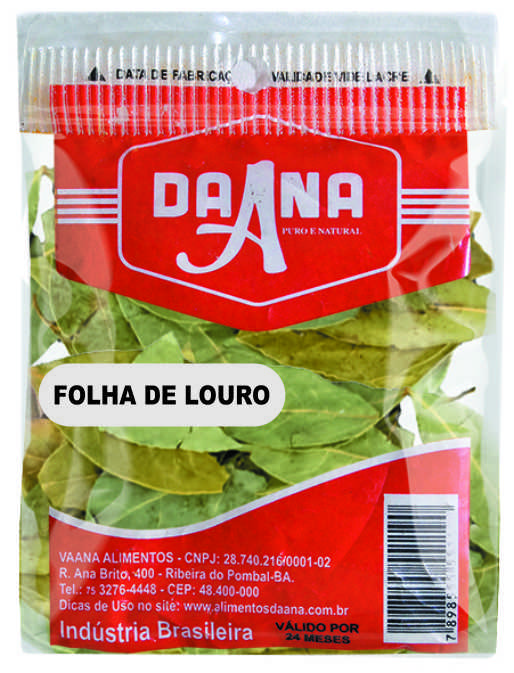 DATA DE FABRICAÇ VALIDADE VIDE LACRE
DAANA
PURO E NATURAL
FOLHA DE LOURO
VAANA ALIMENTOS - CNPJ: 28.740.216/0001-02
R. Ana Brito, 400 - Ribeira do Pombal-BA.
Tel.: 75 3276-4448 - CEP: 48.400-000
Dicas de Uso no site: www.alimentosdaana.com.br
Indústria Brasileira
VÁLIDO POR
24 MESES